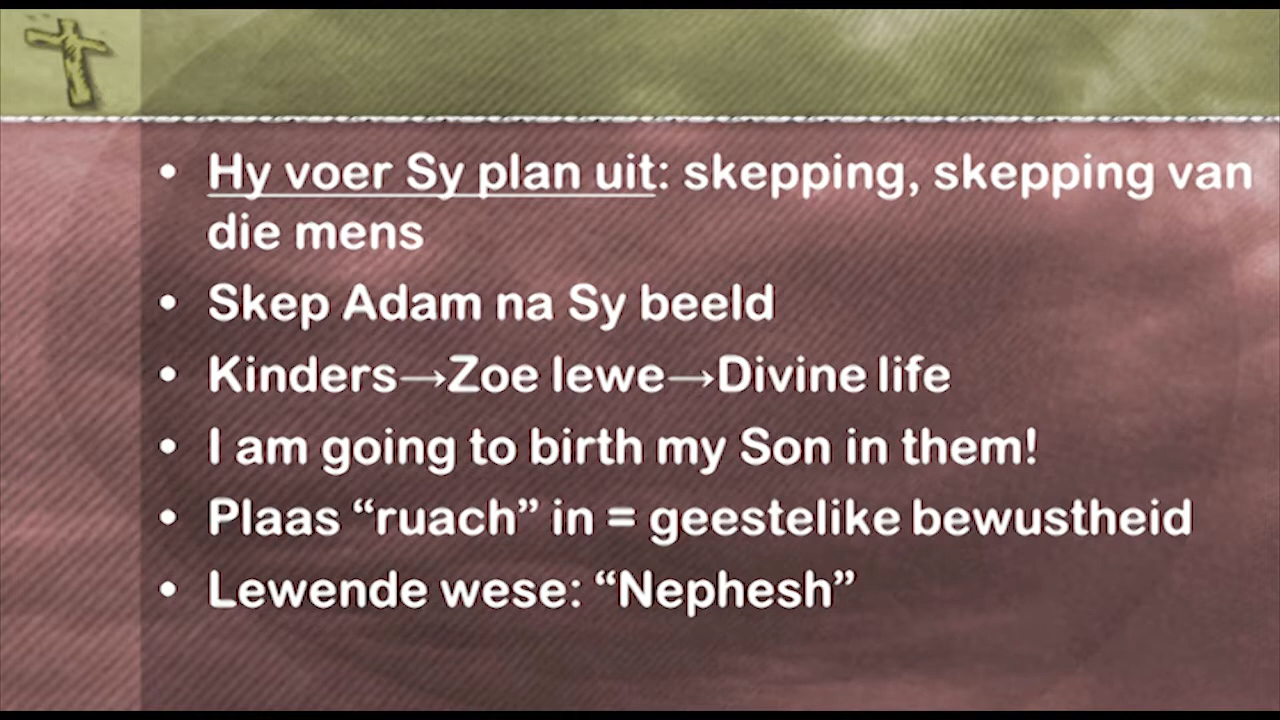 • Hy voer Sy plan uit: skepping, skepping van
die mens
• Skep Adam na Sy beeld
• Kinders→Zoe lewe→Divine life
• I am going to birth my Son in them!
• Plaas “ruach” in = geestelike bewustheid
• Lewende wese: “Nephesh”